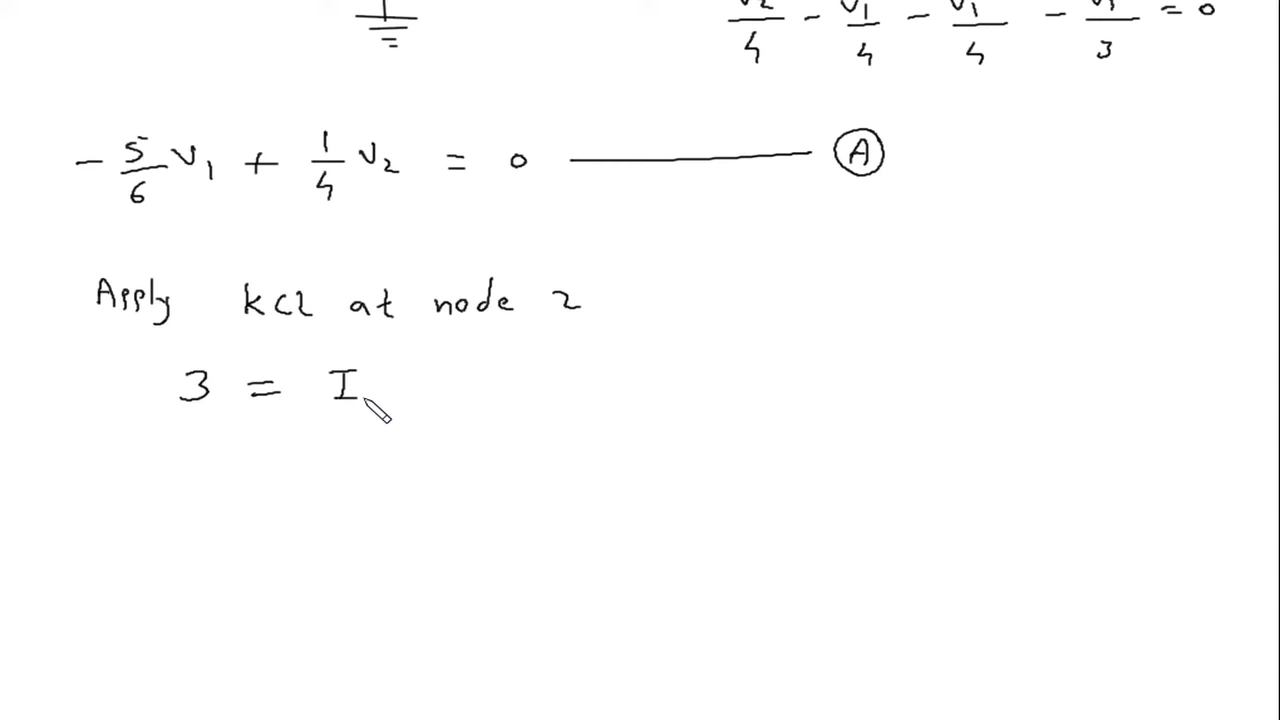 V2/4 - V1/4 - V1/4 - V1/3 = 0
- 5/6 V1 + 1/4 V2 = 0 ——— A
Apply KCL at node 2
3 = I